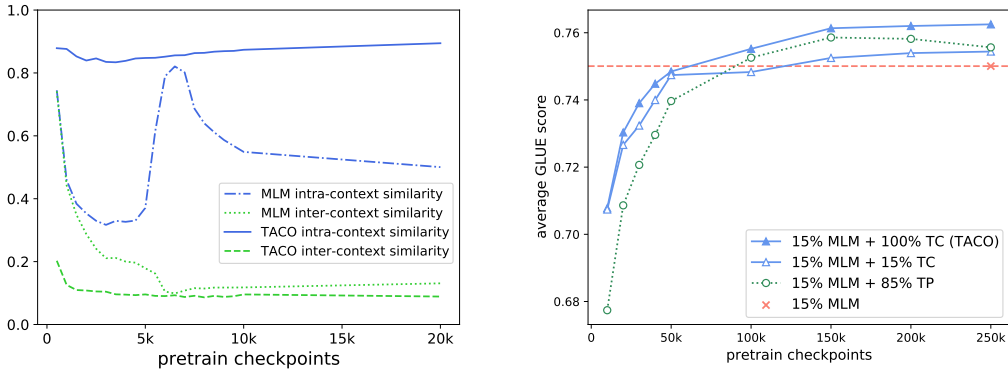 1.0
0.8
0.6
0.4
0.2
0.0
0
5k
10k
15k
20k
pretrain checkpoints
MLM intra-context similarity
MLM inter-context similarity
TACO intra-context similarity
TACO inter-context similarity
average GLUE score
0.76
0.74
0.72
0.70
0.68
0
50k
100k
150k
200k
250k
pretrain checkpoints
15% MLM + 100% TC (TACO)
15% MLM + 15% TC
15% MLM + 85% TP
15% MLM